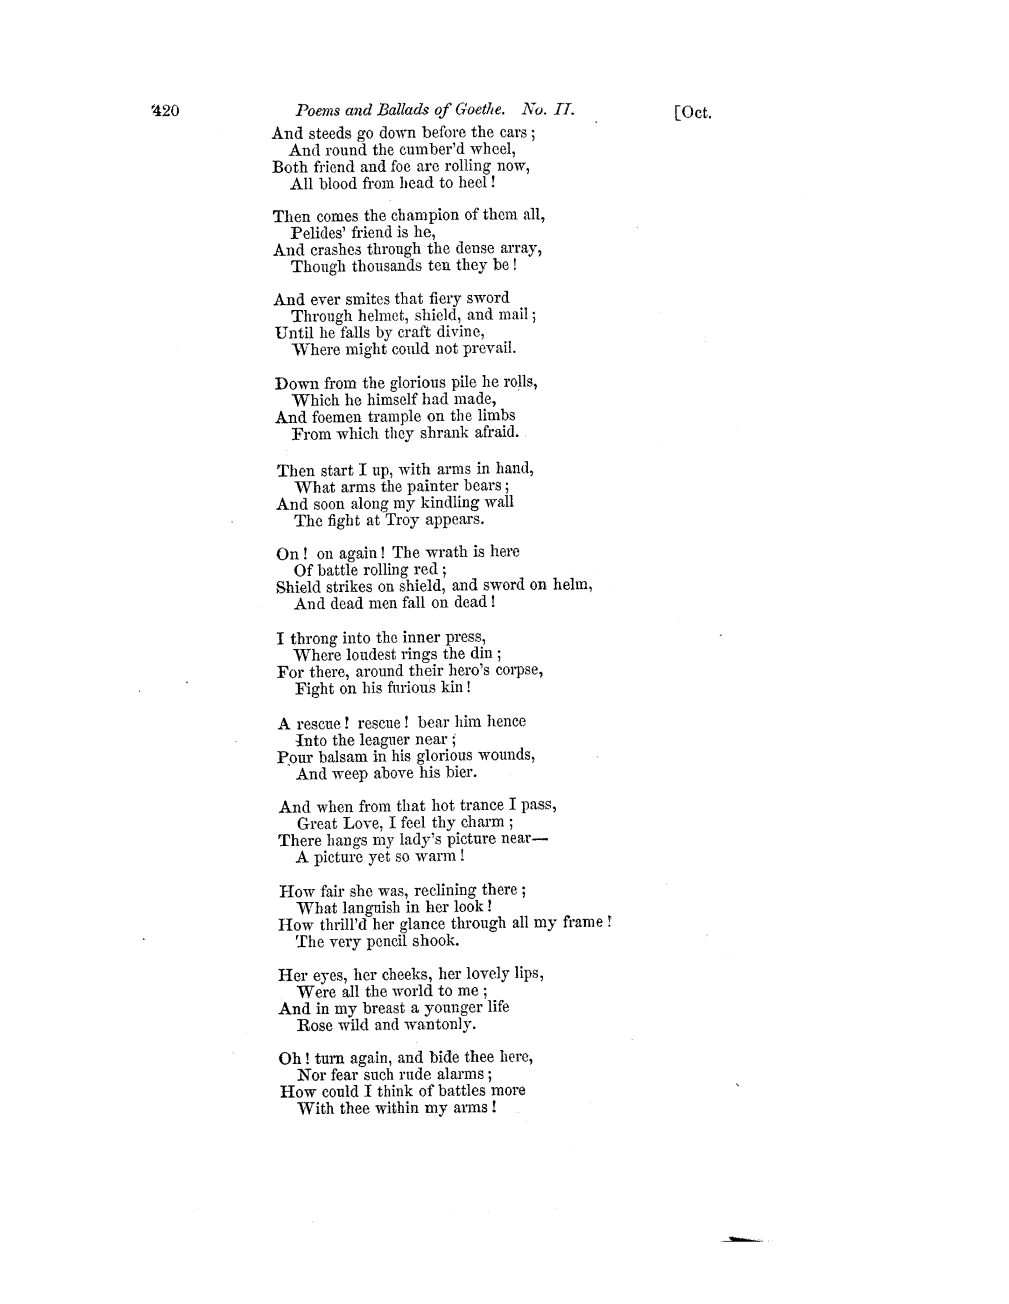 420 Poems and Ballads of Goethe. No. II. [Oct.
And steeds go down before the cars ;
And round the cumber'd wheel,
Both friend and foe are rolling now,
All blood from head to heel !
Then comes the champion of them all,
Pelides' friend is he,
And crashes through the dense array,
Though thousands ten they be !
And ever smites that fiery sword
Through helmet, shield, and mail ;
Until he falls by craft divine,
Where might could not prevail.
Down from the glorious pile he rolls,
Which he himself had made,
And foemen trample on the limbs
From which they shrank afraid.
Then start I up, with arms in hand,
What arms the painter bears ;
And soon along my kindling wall
The fight at Troy appears.
On ! on again ! The wrath is here
Of battle rolling red ;
Shield strikes on shield, and sword on helm,
And dead men fall on dead !
I throng into the inner press,
Where loudest rings the din ;
For there, around their hero's corpse,
Fight on his furious kin !
A rescue ! rescue ! bear him hence
Into the leaguer near ;
Pour balsam in his glorious wounds,
And weep above his bier.
And when from that hot trance I pass,
Great Love, I feel thy charm ;
There hangs my lady's picture near—
A picture yet so warm !
How fair she was, reclining there ;
What languish in her look !
How thrill'd her glance through all my frame !
The very pencil shook.
Her eyes, her cheeks, her lovely lips,
Were all the world to me ;
And in my breast a younger life
Rose wild and wantonly.
Oh ! turn again, and bide thee here,
Nor fear such rude alarms ;
How could I think of battles more
With thee within my arms !